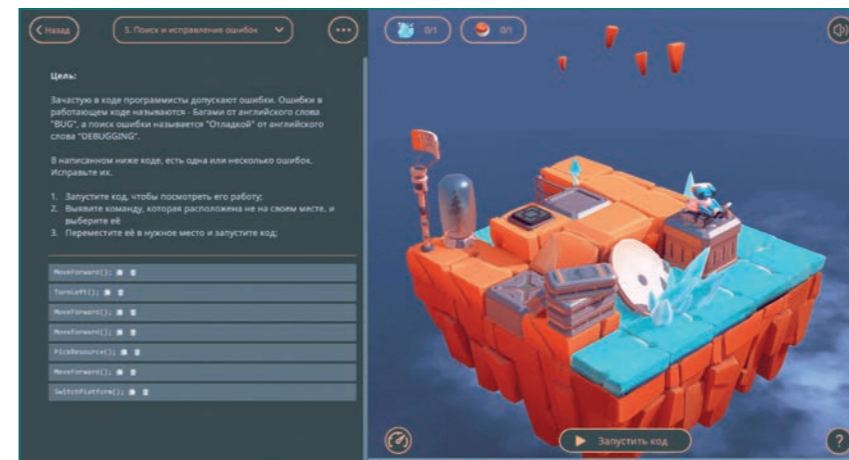 Назад
5. Поиск и исправление ошибок
0/1
0/1
Цель:
Зачастую в коде программисты допускают ошибки. Ошибки в
работающем коде называются - Багами от английского слова
"BUG", а поиск ошибки называется "Отладкой" от английского
слова "DEBUGGING".
В написанном ниже коде, есть одна или несколько ошибок.
Исправьте их.
1. Запустите код, чтобы посмотреть его работу;
2. Выявите команду, которая расположена не на своем месте, и
выберите её
3. Переместите её в нужное место и запустите код;
MoveForward();
TurnLeft();
MoveForward();
MoveForward();
PickResource();
MoveForward();
SwitchPlatform();
Запустить код
?